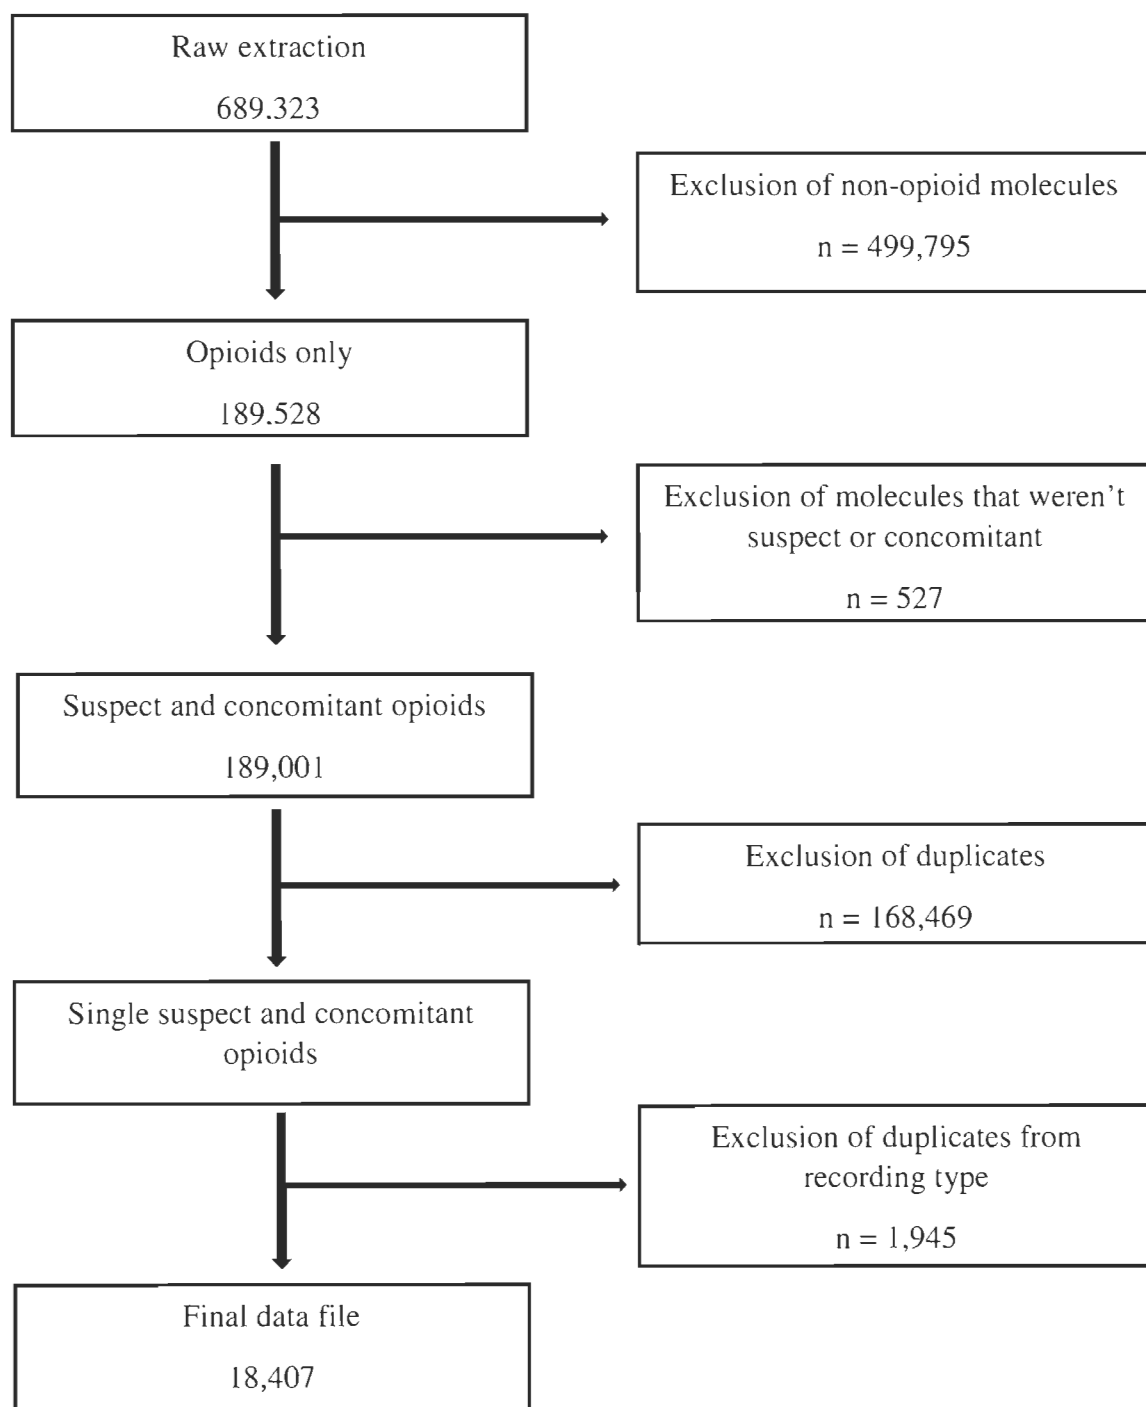 Raw extraction
689.323
Exclusion of non-opioid molecules
n = 499,795
Opioids only
189.528
Exclusion of molecules that weren't
suspect or concomitant
n = 527
Suspect and concomitant opioids
189,001
Exclusion of duplicates
n = 168,469
Single suspect and concomitant
opioids
Exclusion of duplicates from
recording type
n = 1,945
Final data file
18,407